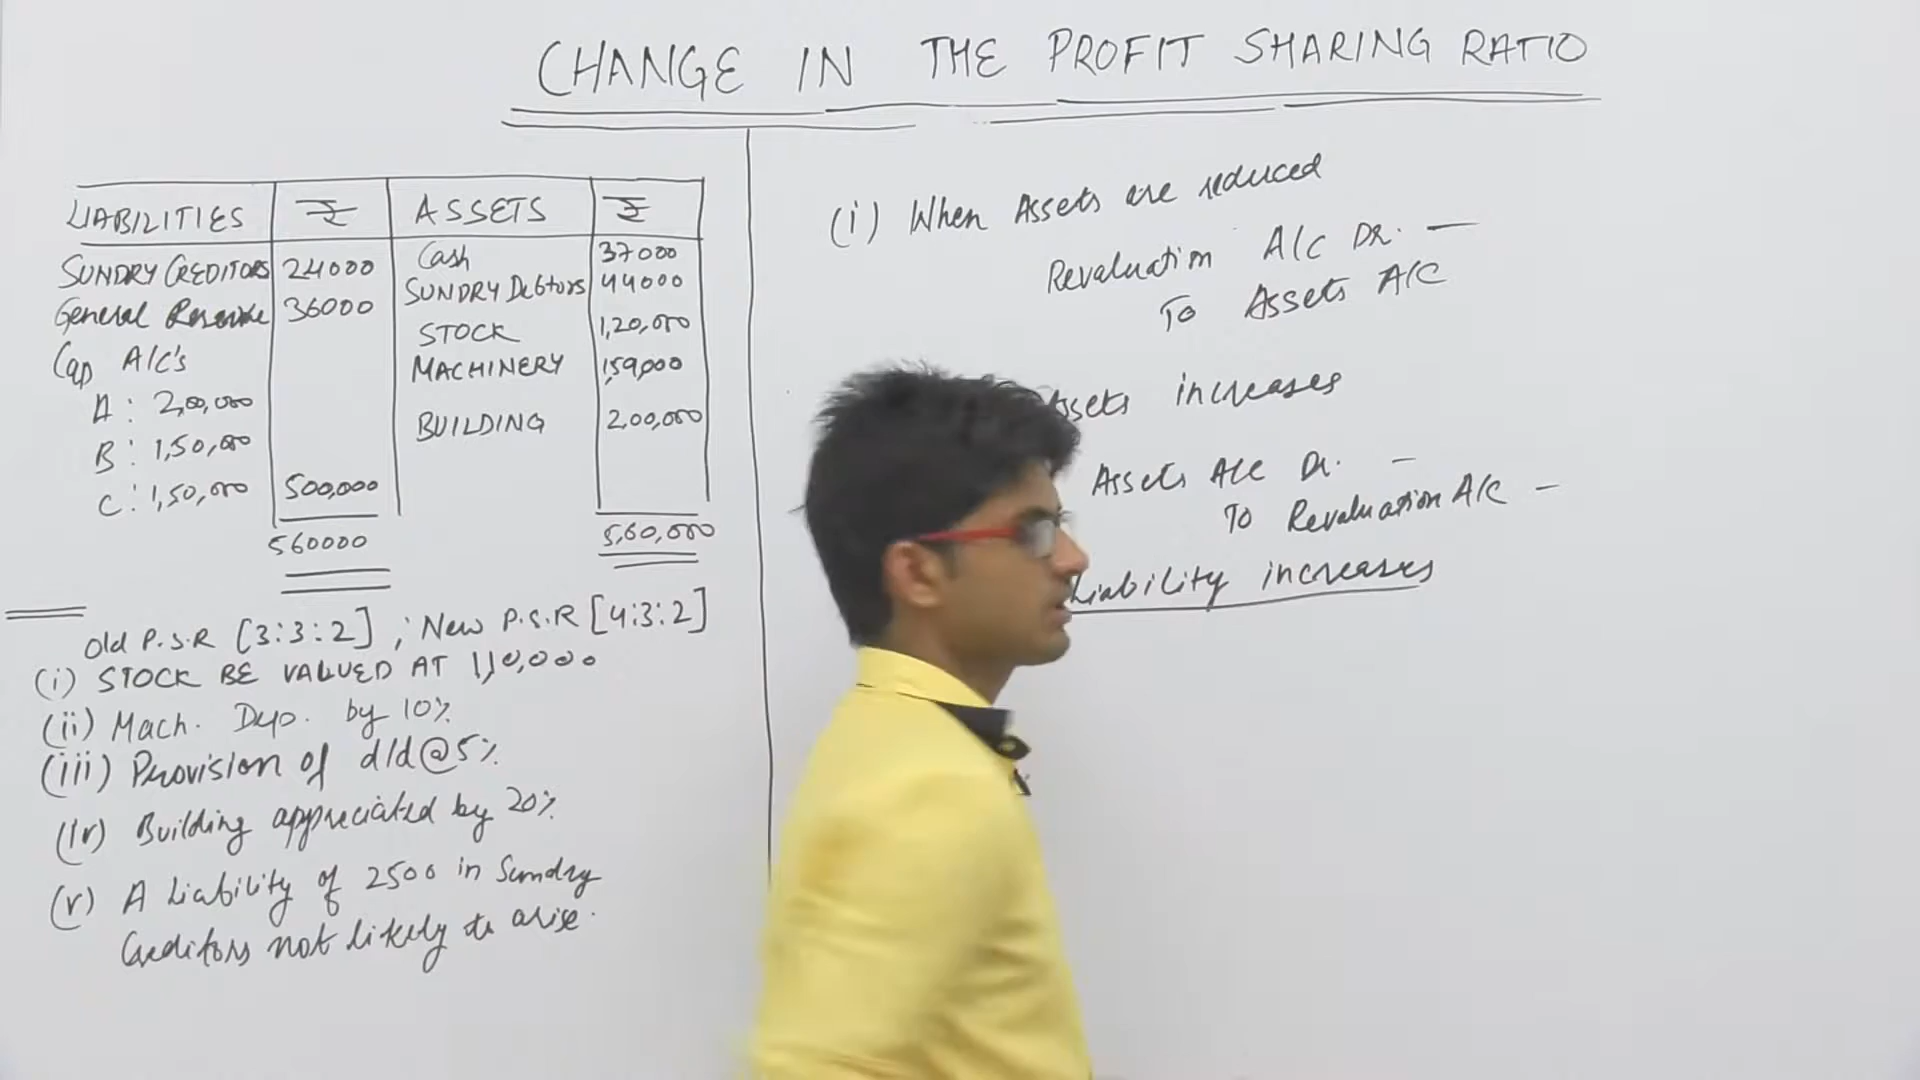 CHANGE IN THE PROFIT SHARING RATIO
LIABILITIES ₹ ASSETS ₹
SUNDRY CREDITORS 24000 Cash 37000
General Reserve 36000 SUNDRY Debtors 44000
Cap A/C's STOCK 1,20,000
A : 2,00,000 MACHINERY 1,59,000
B : 1,50,000 BUILDING 2,00,000
C : 1,50,000 500,000
560000 5,60,000
Old P.S.R [3:3:2] ; New P.S.R [4:3:2]
(i) STOCK BE VALUED AT 1,10,000
(ii) Mach. Dep. by 10%
(iii) Provision of d/d @ 5%
(iv) Building appreciated by 20%
(v) A Liability of 2500 in Sundry
Creditors not likely to arise.
(i) When Assets are reduced
Revaluation A/C DR. —
To Assets A/C
Assets increases
Assets A/C Dr. —
To Revaluation A/C —
Liability increases